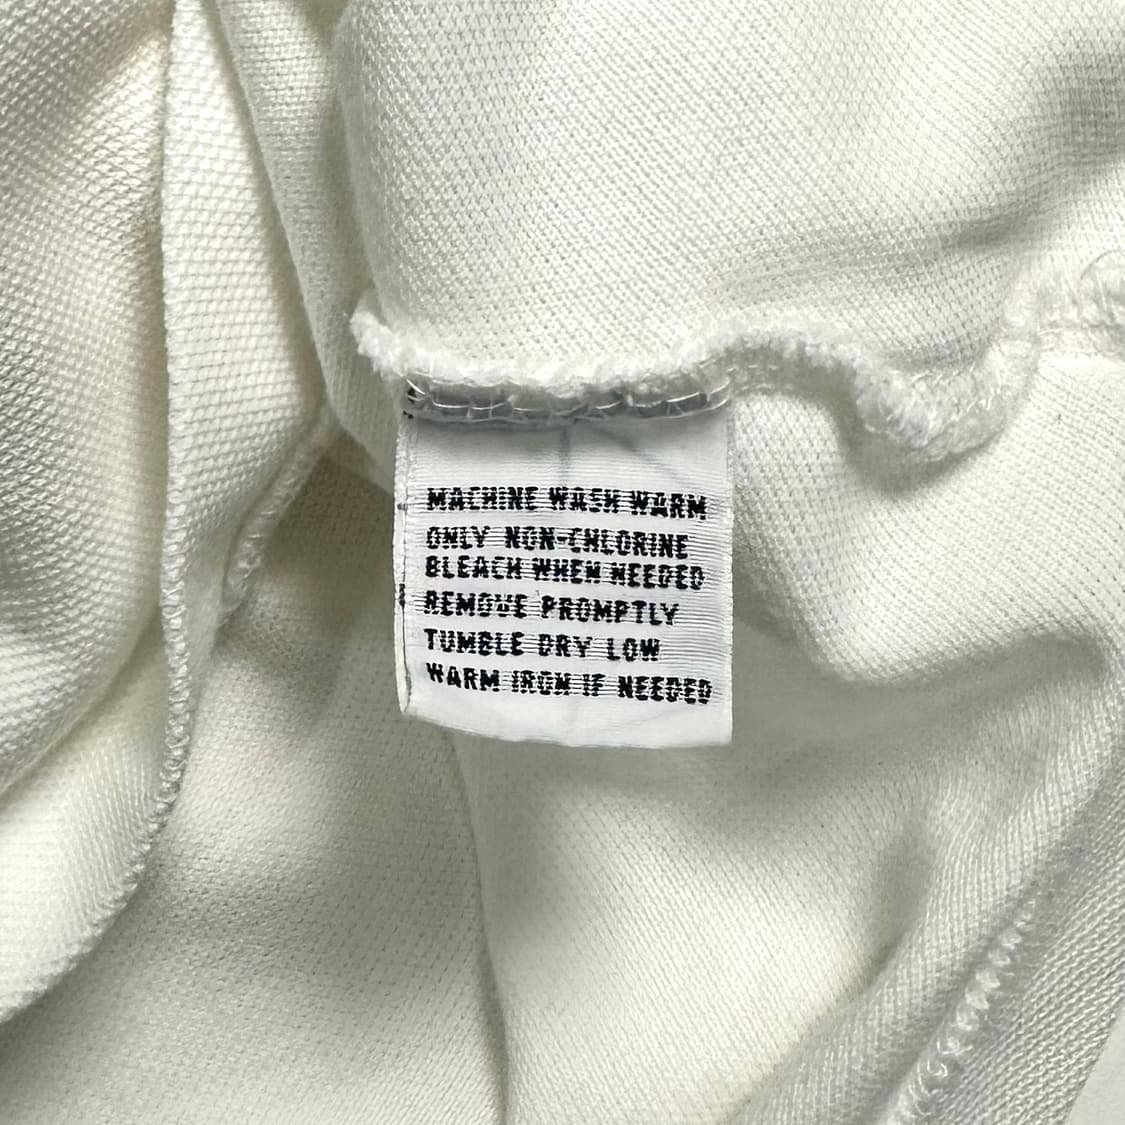 MACHINE WASH WARM
ONLY NON-CHLORINE
BLEACH WHEN NEEDED
REMOVE PROMPTLY
TUMBLE DRY LOW
WARM IRON IF NEEDED